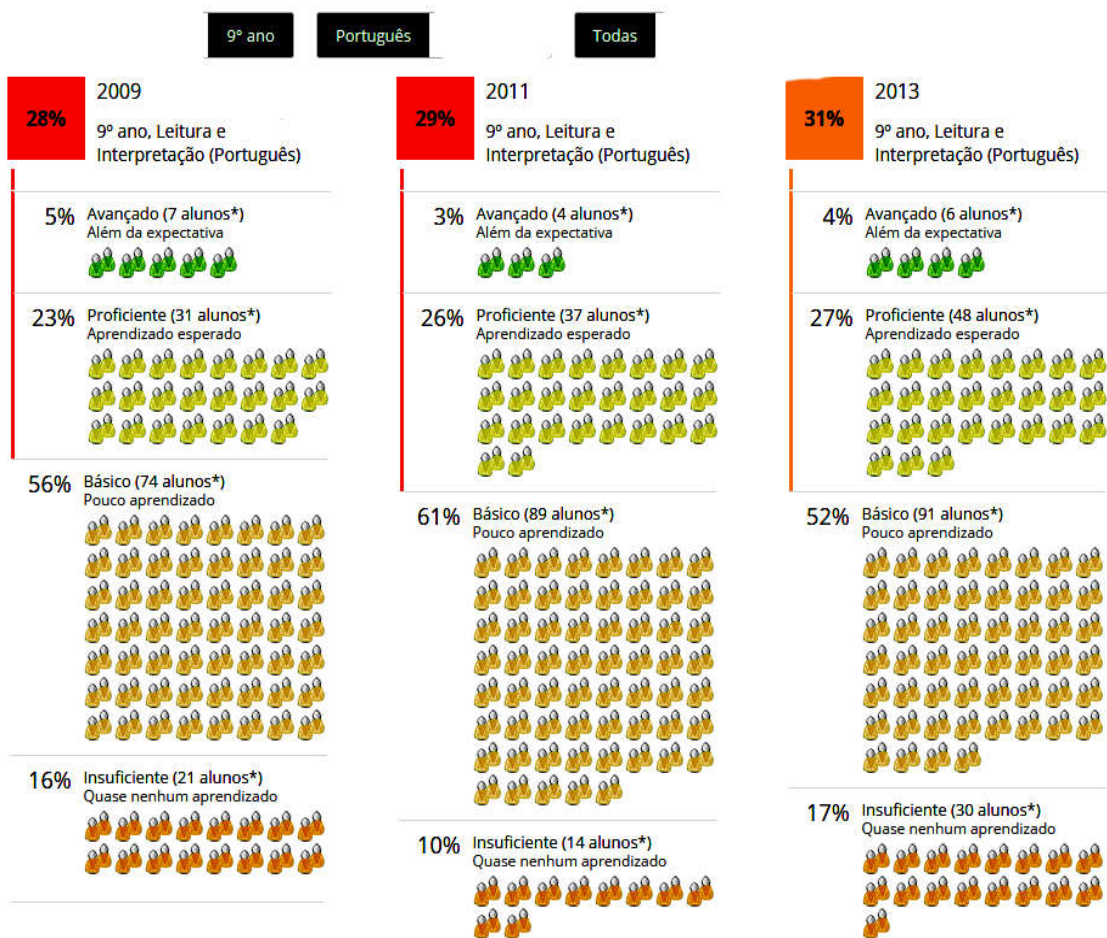 9º ano
Português
Todas
28%
2009
9º ano, Leitura e
Interpretação (Português)
5%
Avançado (7 alunos*)
Além da expectativa
23%
Proficiente (31 alunos*)
Aprendizado esperado
56%
Básico (74 alunos*)
Pouco aprendizado
16%
Insuficiente (21 alunos*)
Quase nenhum aprendizado
29%
2011
9º ano, Leitura e
Interpretação (Português)
3%
Avançado (4 alunos*)
Além da expectativa
26%
Proficiente (37 alunos*)
Aprendizado esperado
61%
Básico (89 alunos*)
Pouco aprendizado
10%
Insuficiente (14 alunos*)
Quase nenhum aprendizado
31%
2013
9º ano, Leitura e
Interpretação (Português)
4%
Avançado (6 alunos*)
Além da expectativa
27%
Proficiente (48 alunos*)
Aprendizado esperado
52%
Básico (91 alunos*)
Pouco aprendizado
17%
Insuficiente (30 alunos*)
Quase nenhum aprendizado